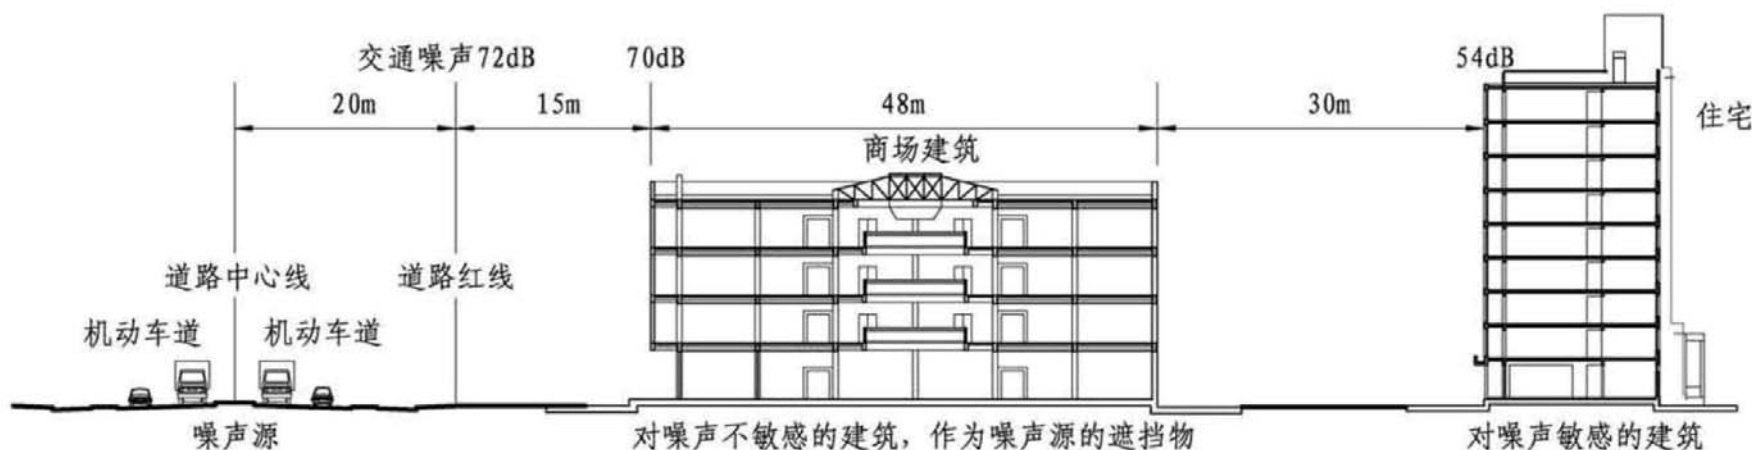 交通噪声72dB
70dB
54dB
20m
15m
48m
30m
住宅
商场建筑
道路中心线
道路红线
机动车道
机动车道
噪声源
对噪声不敏感的建筑，作为噪声源的遮挡物
对噪声敏感的建筑